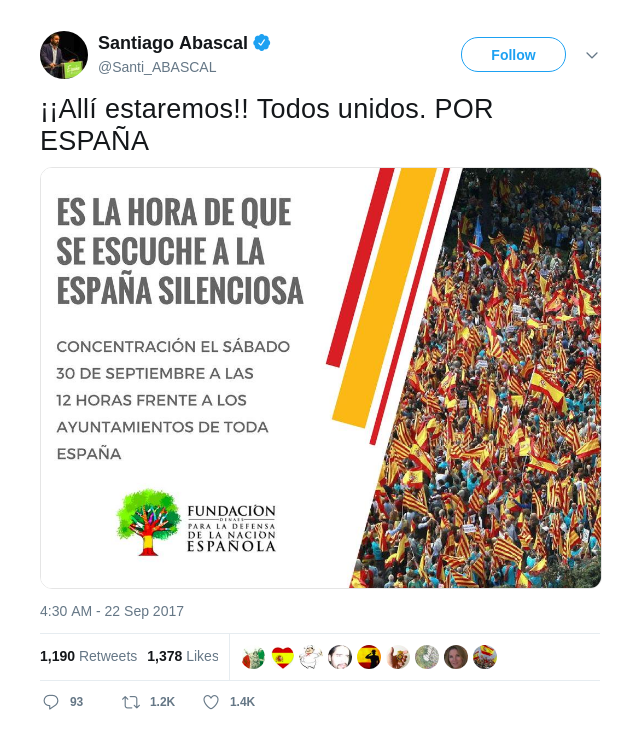 Santiago Abascal
@Santi_ABASCAL
Follow
¡¡Allí estaremos!! Todos unidos. POR
ESPAÑA
ES LA HORA DE QUE
SE ESCUCHE A LA
ESPAÑA SILENCIOSA
CONCENTRACIÓN EL SÁBADO
30 DE SEPTIEMBRE A LAS
12 HORAS FRENTE A LOS
AYUNTAMIENTOS DE TODA
ESPAÑA
FUNDACIÓN
DENAES
PARA LA DEFENSA
DE LA NACIÓN
ESPAÑOLA
4:30 AM - 22 Sep 2017
1,190 Retweets 1,378 Likes
93 1.2K 1.4K